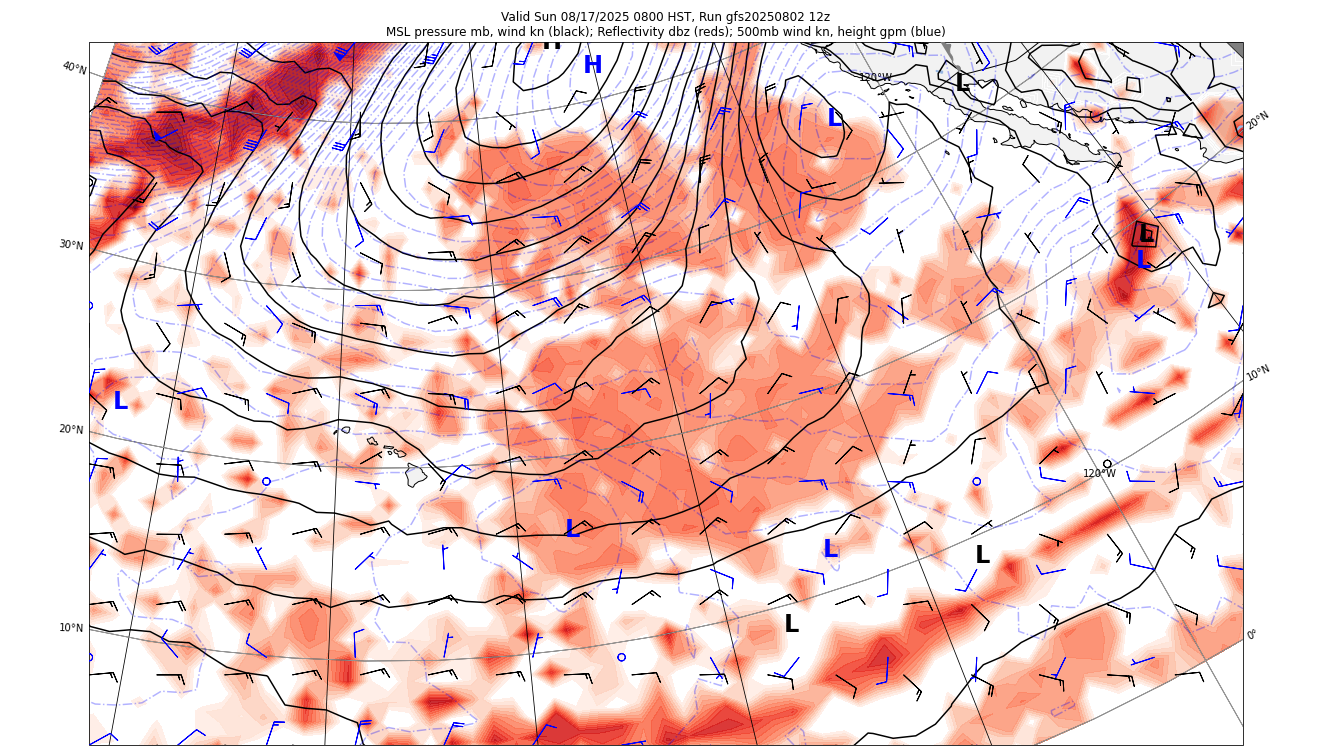 Valid Sun 08/17/2025 0800 HST, Run gfs20250802 12z
MSL pressure mb, wind kn (black); Reflectivity dbz (reds); 500mb wind kn, height gpm (blue)
H
H
40°N
120°W
L
L
20°N
30°N
L
L
10°N
L
20°N
120°W
L
L
L
L
10°N
0°